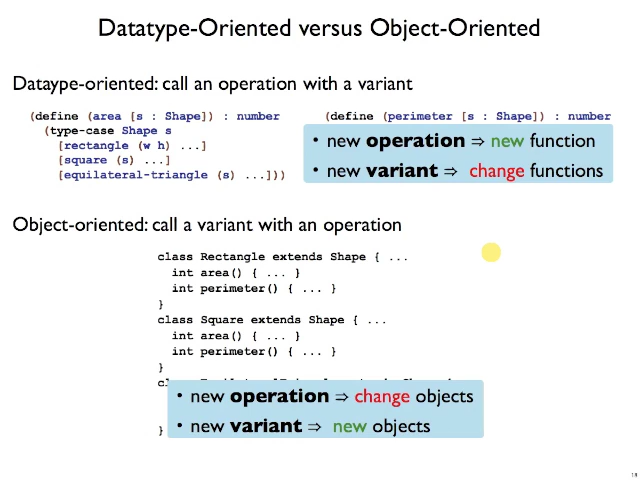 Datatype-Oriented versus Object-Oriented
Dataype-oriented: call an operation with a variant
(define (area [s : Shape]) : number
(type-case Shape s
[rectangle (w h) ...]
[square (s) ...]
[equilateral-triangle (s) ...]))
(define (perimeter [s : Shape]) : number
• new operation ⇒ new function
• new variant ⇒ change functions
Object-oriented: call a variant with an operation
class Rectangle extends Shape { ...
int area() { ... }
int perimeter() { ... }
}
class Square extends Shape { ...
int area() { ... }
int perimeter() { ... }
}
• new operation ⇒ change objects
• new variant ⇒ new objects
}
18